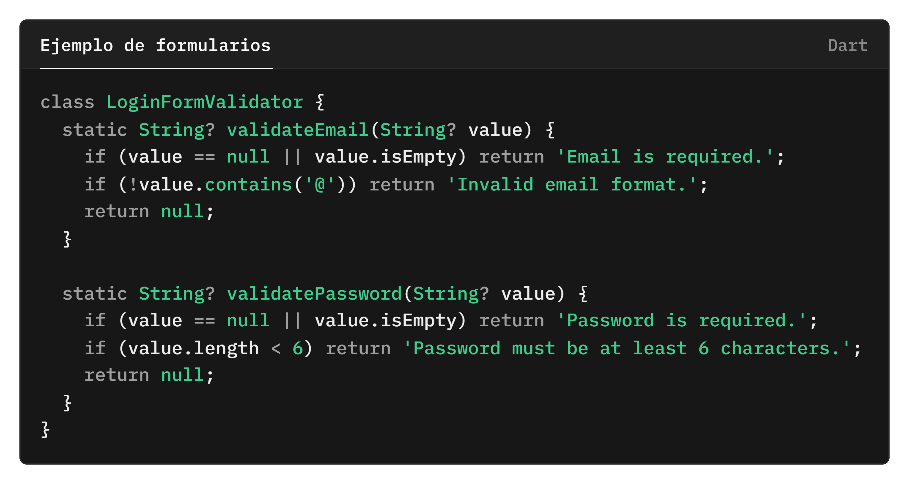 Ejemplo de formularios
Dart
class LoginFormValidator {
  static String? validateEmail(String? value) {
    if (value == null || value.isEmpty) return 'Email is required.';
    if (!value.contains('@')) return 'Invalid email format.';
    return null;
  }

  static String? validatePassword(String? value) {
    if (value == null || value.isEmpty) return 'Password is required.';
    if (value.length < 6) return 'Password must be at least 6 characters.';
    return null;
  }
}